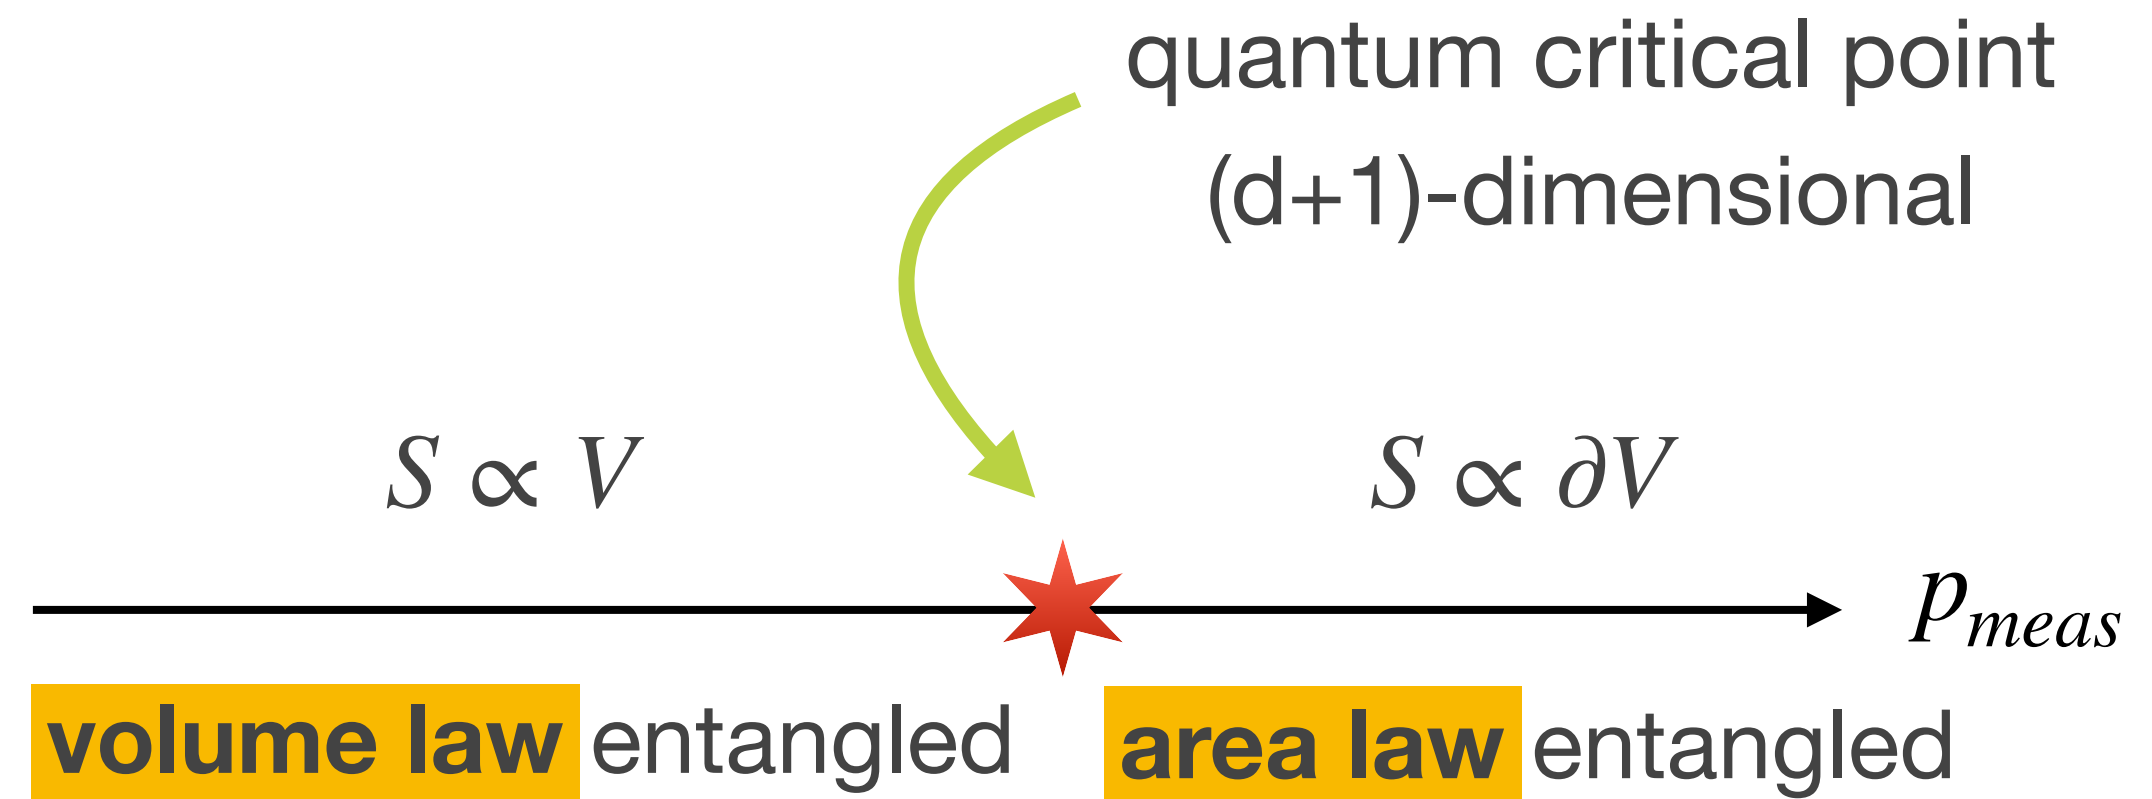 quantum critical point
(d+1)-dimensional
S ∝ V
S ∝ ∂V
p_meas
volume law entangled
area law entangled